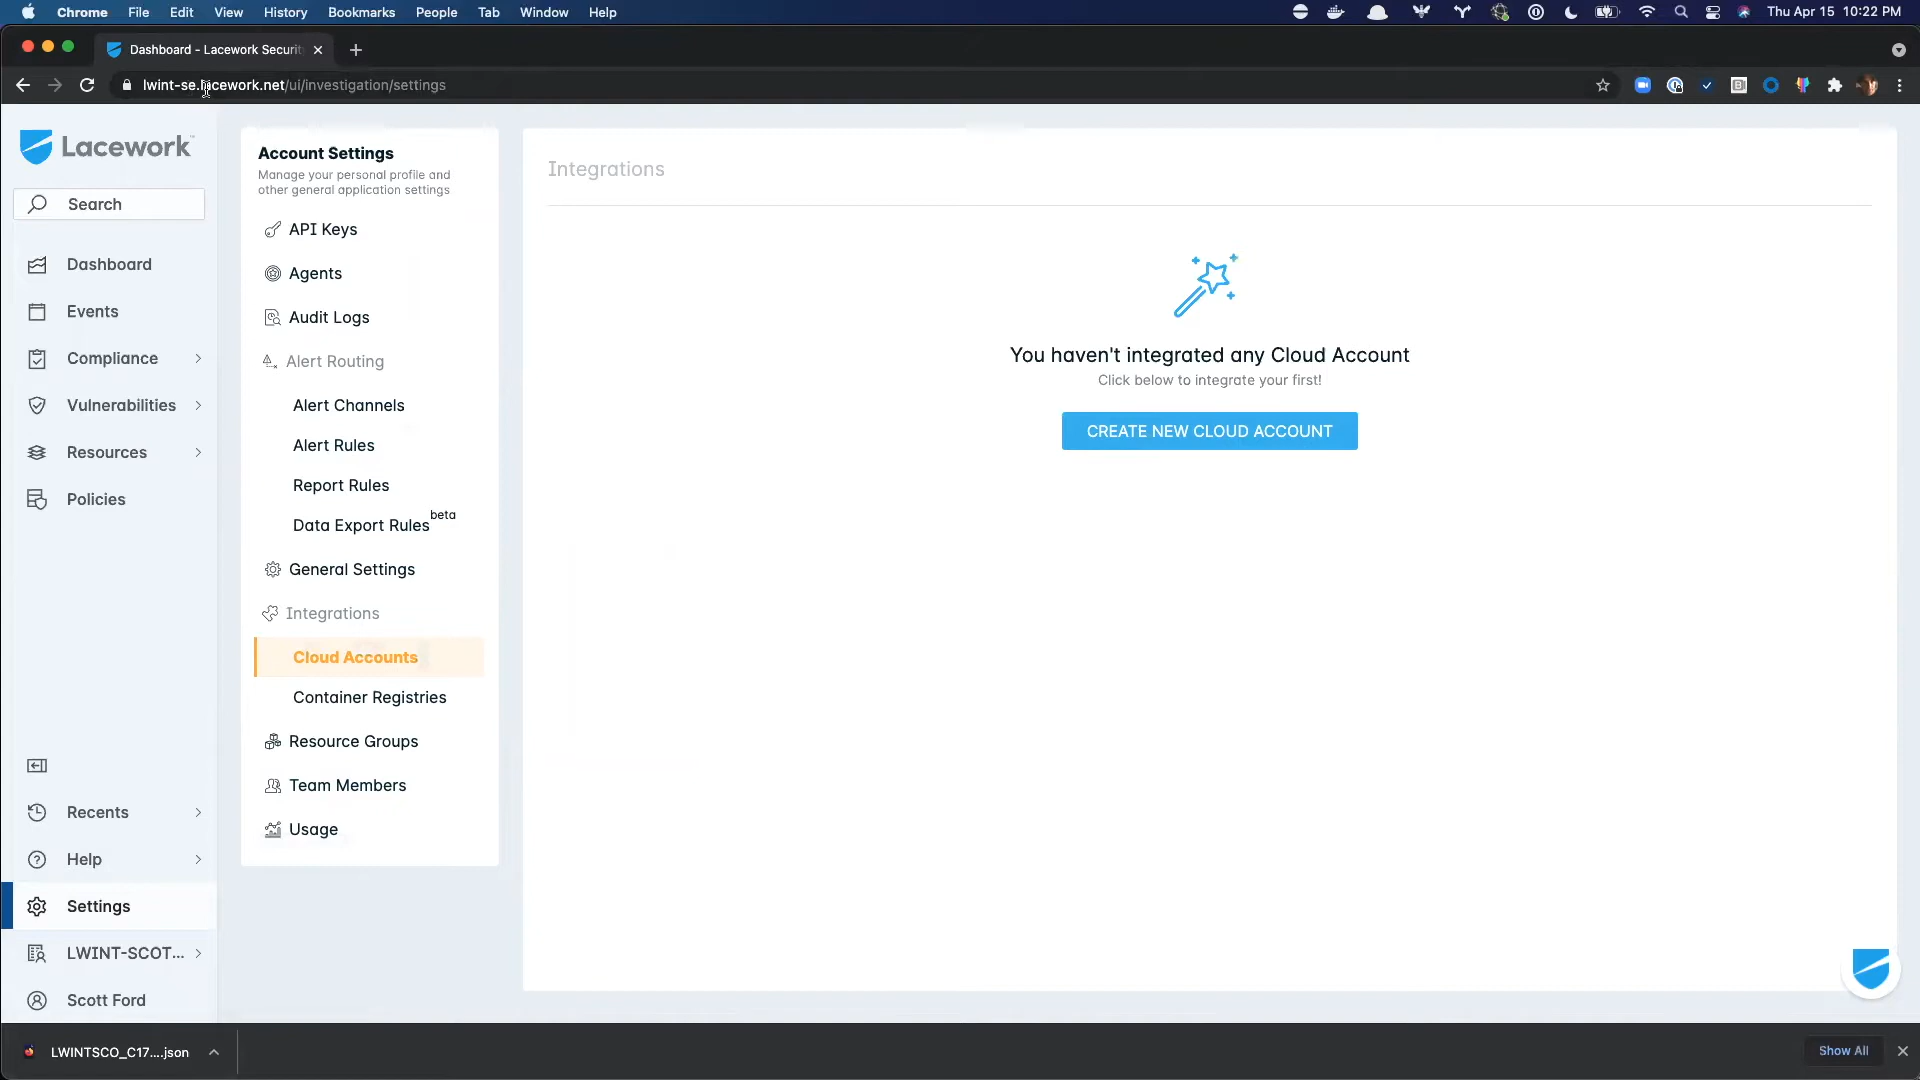 Chrome File Edit View History Bookmarks People Tab Window Help Thu Apr 15 10:22 PM
Dashboard - Lacework Securit
lwint-se.lacework.net/ui/investigation/settings
Lacework
Search
Dashboard
Events
Compliance
Vulnerabilities
Resources
Policies
Recents
Help
Settings
LWINT-SCOT...
Scott Ford
Account Settings
Manage your personal profile and
other general application settings
API Keys
Agents
Audit Logs
Alert Routing
Alert Channels
Alert Rules
Report Rules
Data Export Rules beta
General Settings
Integrations
Cloud Accounts
Container Registries
Resource Groups
Team Members
Usage
Integrations
You haven't integrated any Cloud Account
Click below to integrate your first!
CREATE NEW CLOUD ACCOUNT
LWINTSCO_C17....json
Show All